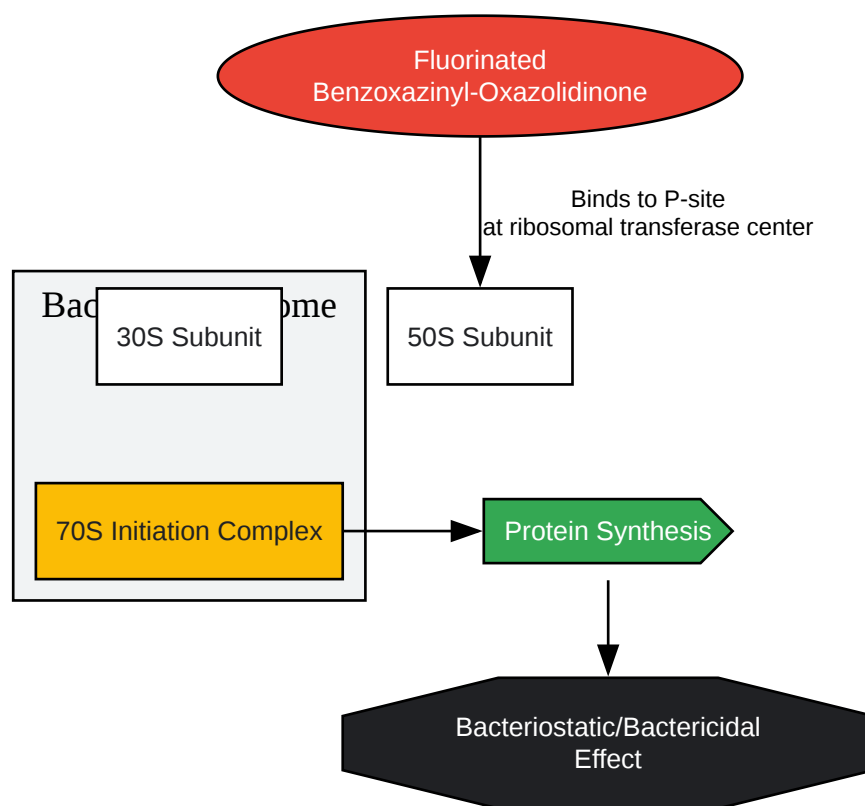 Fluorinated
Benzoxazinyl-Oxazolidinone
Binds to P-site
at ribosomal transferase center
30S Subunit
50S Subunit
70S Initiation Complex
Protein Synthesis
Bacteriostatic/Bactericidal
Effect